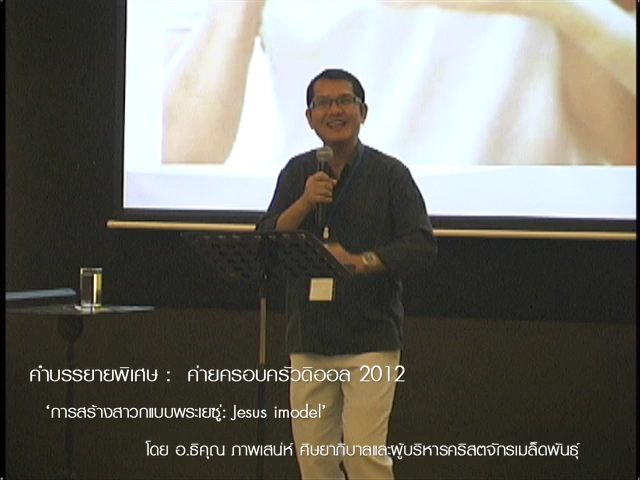 คำบรรยายพิเศษ : ค่ายครอบครัวดิออล 2012
‘การสร้างสาวกแบบพระเยซู่: Jesus imodel’
โดย อ.ธิคุณ ภาพเสน่ห์ ศิษยาภิบาลและผู้บริหารคริสตจักรเมล็ดพันธุ์